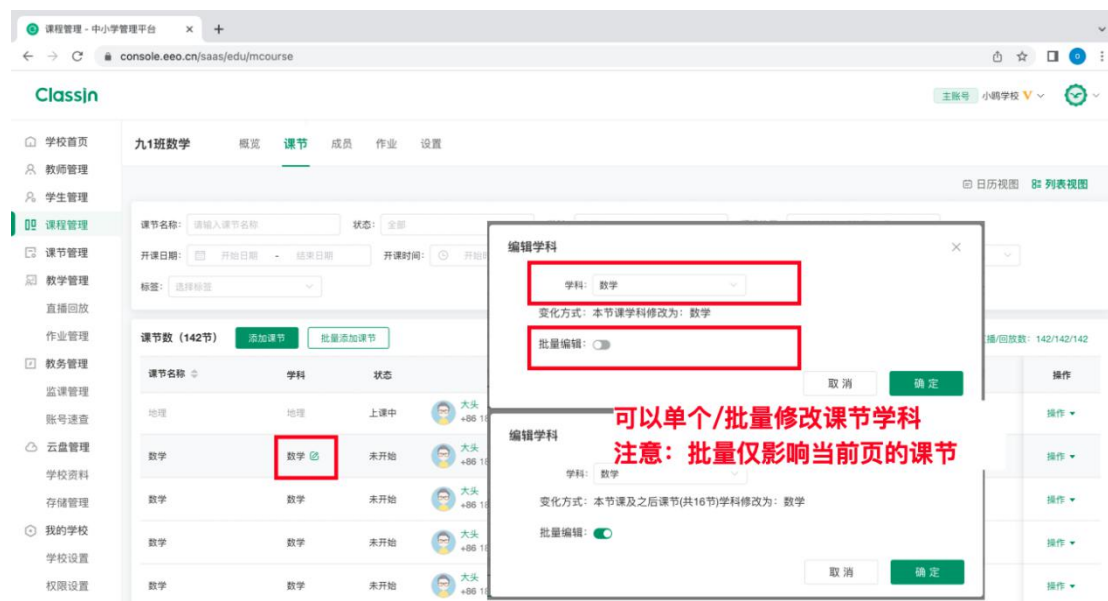 课程管理 - 中小学管理平台
console.eeo.cn/saas/edu/mcourse
ClassIn
主账号 小鸥学校 V
学校首页
教师管理
学生管理
课程管理
课节管理
教学管理
直播回放
作业管理
教务管理
监课管理
账号速查
云盘管理
学校资料
存储管理
我的学校
学校设置
权限设置
九1班数学 概览 课节 成员 作业 设置
日历视图 列表视图
课节名称: 请输入课节名称 状态: 全部
开课日期: 开始日期 - 结束日期 开课时间:
标签: 选择标签
课节数（142节） 添加课节 批量添加课节
播/回放数: 142/142/142
课节名称 学科 状态 操作
地理 地理 上课中 大头 操作
+86 18
数学 数学 未开始 大头 操作
+86 18
数学 数学 未开始 大头 操作
+86 18
数学 数学 未开始 大头 操作
+86 18
数学 数学 未开始 大头 操作
+86 18
编辑学科
学科: 数学
变化方式: 本节课学科修改为: 数学
批量编辑:
取消 确定
可以单个/批量修改课节学科
注意：批量仅影响当前页的课节
编辑学科
学科: 数学
变化方式: 本节课及之后课节(共16节)学科修改为: 数学
批量编辑:
取消 确定